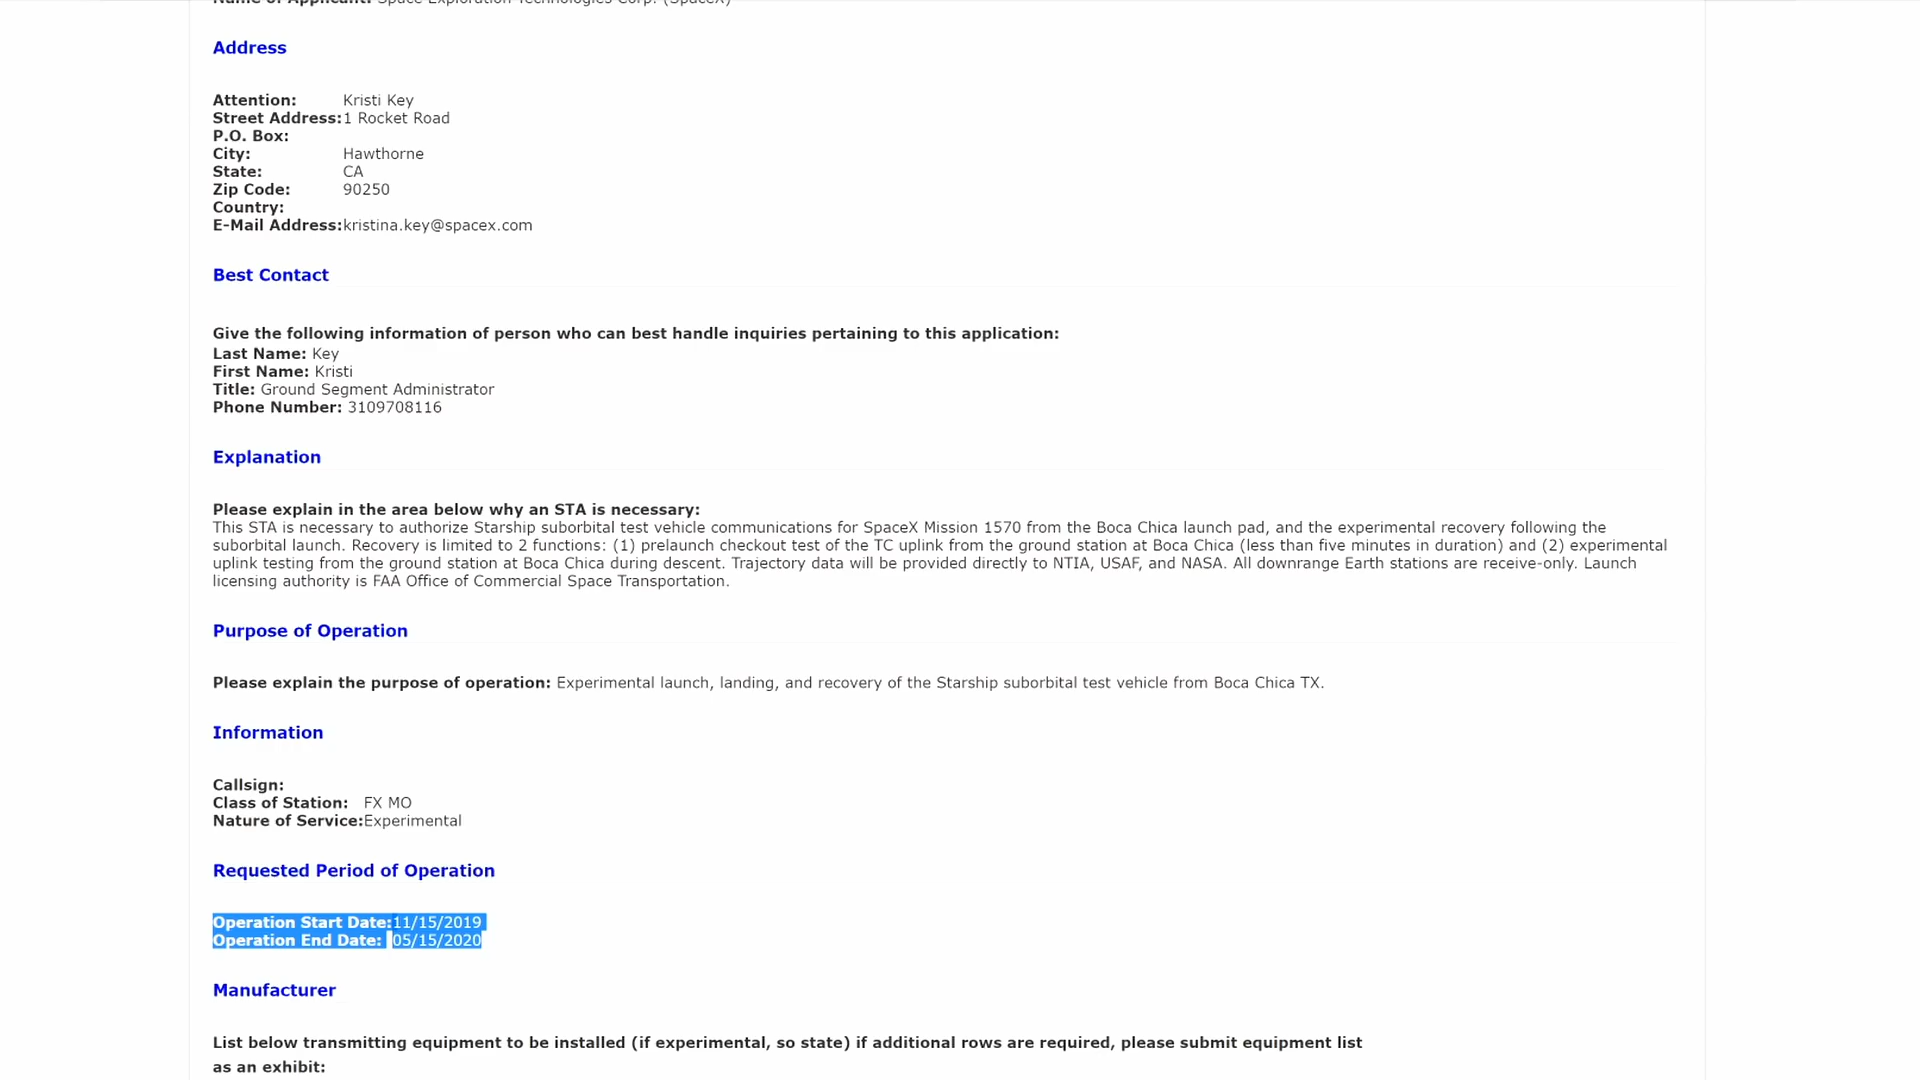 Name of Applicant: Space Exploration Technologies Corp. (SpaceX)
Address
Attention: Kristi Key
Street Address:1 Rocket Road
P.O. Box:
City: Hawthorne
State: CA
Zip Code: 90250
Country:
E-Mail Address:kristina.key@spacex.com
Best Contact
Give the following information of person who can best handle inquiries pertaining to this application:
Last Name: Key
First Name: Kristi
Title: Ground Segment Administrator
Phone Number: 3109708116
Explanation
Please explain in the area below why an STA is necessary:
This STA is necessary to authorize Starship suborbital test vehicle communications for SpaceX Mission 1570 from the Boca Chica launch pad, and the experimental recovery following the
suborbital launch. Recovery is limited to 2 functions: (1) prelaunch checkout test of the TC uplink from the ground station at Boca Chica (less than five minutes in duration) and (2) experimental
uplink testing from the ground station at Boca Chica during descent. Trajectory data will be provided directly to NTIA, USAF, and NASA. All downrange Earth stations are receive-only. Launch
licensing authority is FAA Office of Commercial Space Transportation.
Purpose of Operation
Please explain the purpose of operation: Experimental launch, landing, and recovery of the Starship suborbital test vehicle from Boca Chica TX.
Information
Callsign:
Class of Station: FX MO
Nature of Service:Experimental
Requested Period of Operation
Operation Start Date:11/15/2019
Operation End Date: 05/15/2020
Manufacturer
List below transmitting equipment to be installed (if experimental, so state) if additional rows are required, please submit equipment list
as an exhibit: